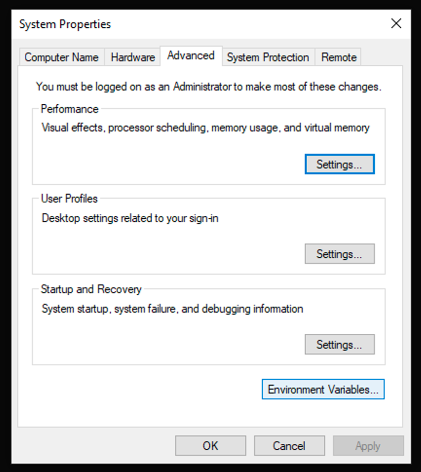 System Properties
Computer Name Hardware Advanced System Protection Remote
You must be logged on as an Administrator to make most of these changes.
Performance
Visual effects, processor scheduling, memory usage, and virtual memory
Settings...
User Profiles
Desktop settings related to your sign-in
Settings...
Startup and Recovery
System startup, system failure, and debugging information
Settings...
Environment Variables...
OK Cancel Apply